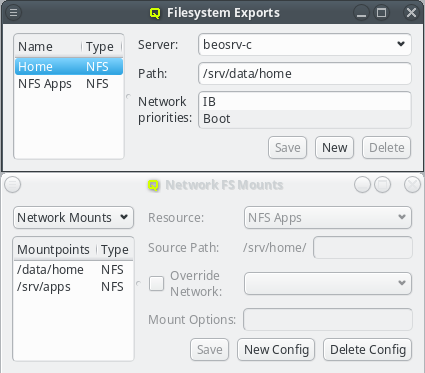 Filesystem Exports
Name Type
Home NFS
NFS Apps NFS
Server: beosrv-c
Path: /srv/data/home
Network priorities: IB
Boot
Save New Delete
Network FS Mounts
Network Mounts
Mountpoints Type
/data/home NFS
/srv/apps NFS
Resource: NFS Apps
Source Path: /srv/home/
Override
Network:
Mount Options:
Save New Config Delete Config